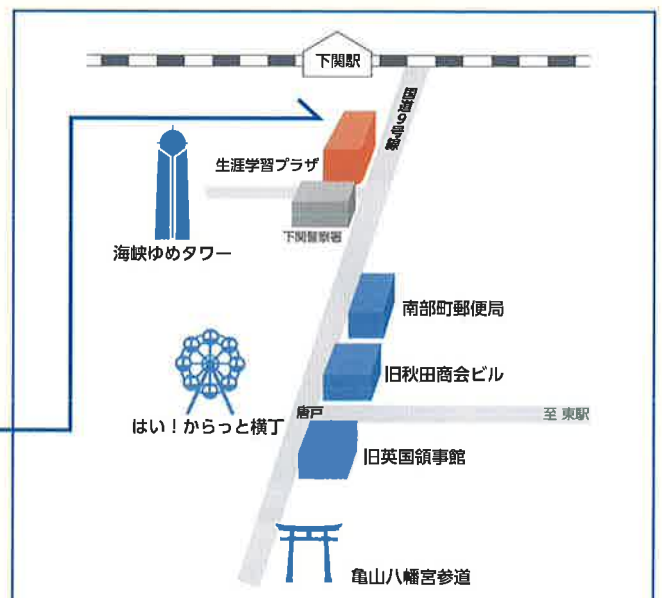 下関駅
国道9号線
生涯学習プラザ
下関警察署
海峡ゆめタワー
南部町郵便局
旧秋田商会ビル
はい！からっと横丁
唐戸
至 東駅
旧英国領事館
亀山八幡宮参道